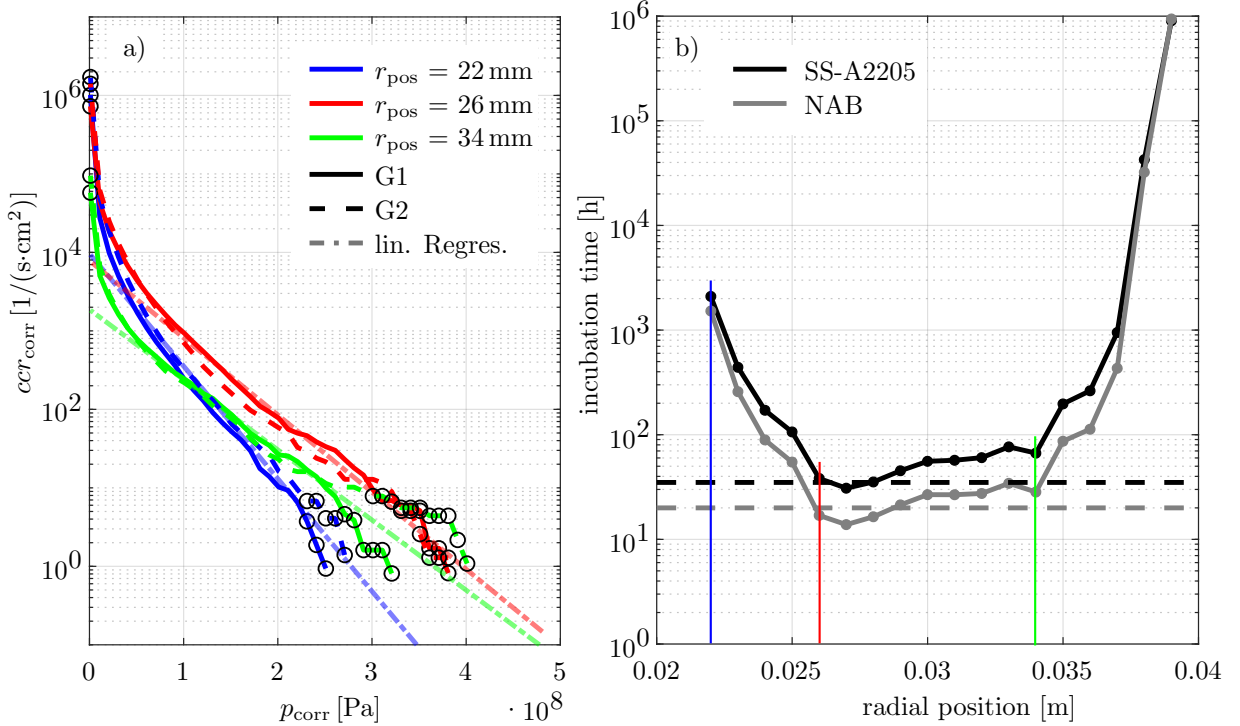 a)
r_pos = 22 mm
r_pos = 26 mm
r_pos = 34 mm
G1
G2
lin. Regres.
10^6
10^4
10^2
10^0
ccr_corr [1/(s·cm^2)]
0 1 2 3 4 5
p_corr [Pa]
· 10^8
b)
SS-A2205
NAB
10^6
10^5
10^4
10^3
10^2
10^1
10^0
incubation time [h]
0.02 0.025 0.03 0.035 0.04
radial position [m]